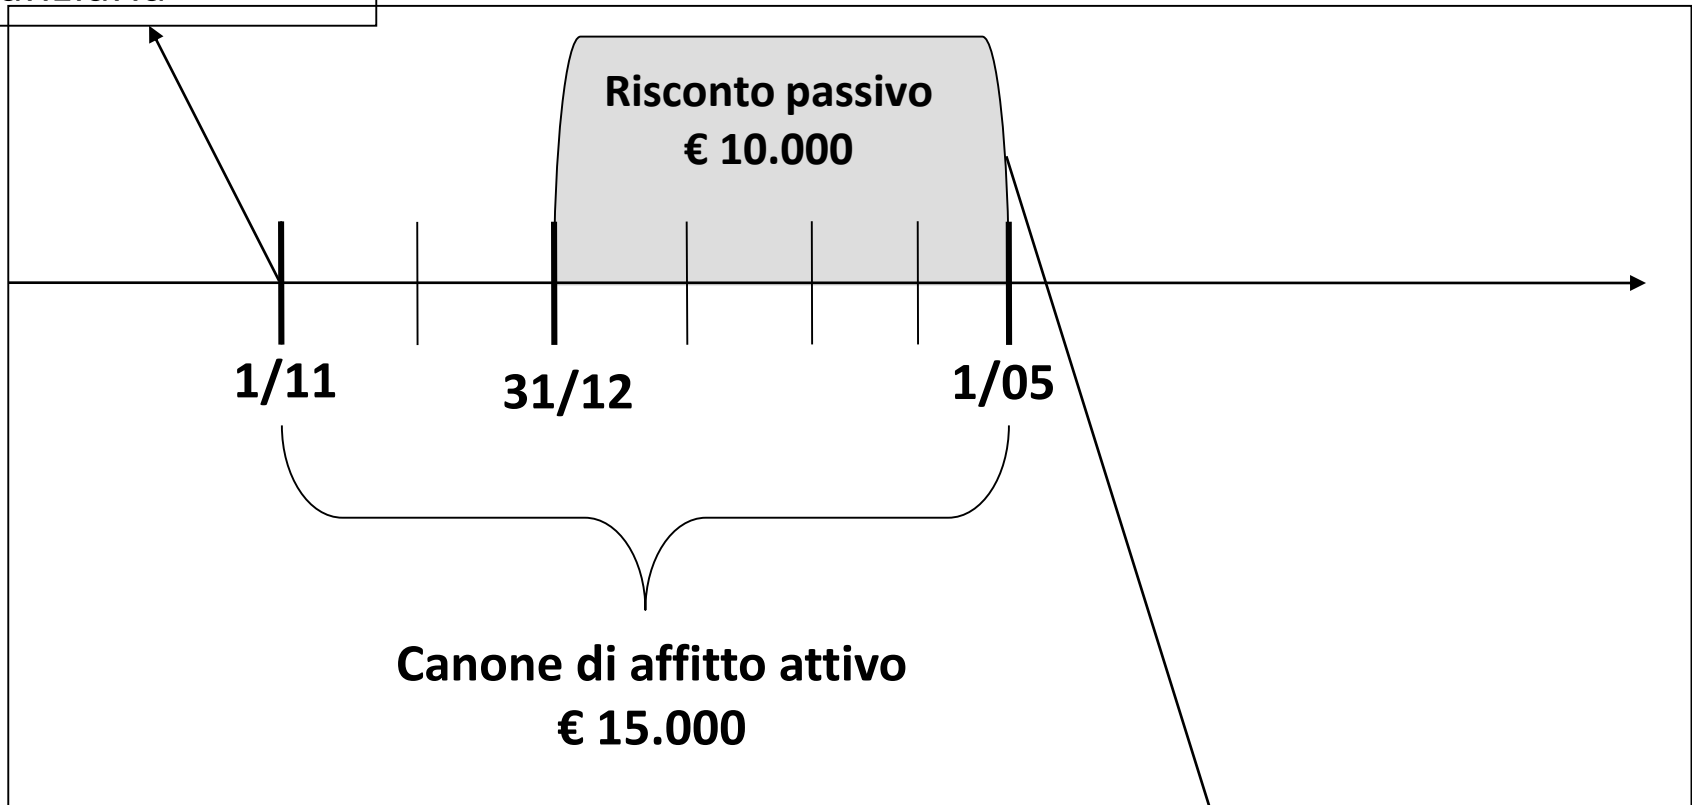 Risconto passivo
€ 10.000
1/11
31/12
1/05
Canone di affitto attivo
€ 15.000